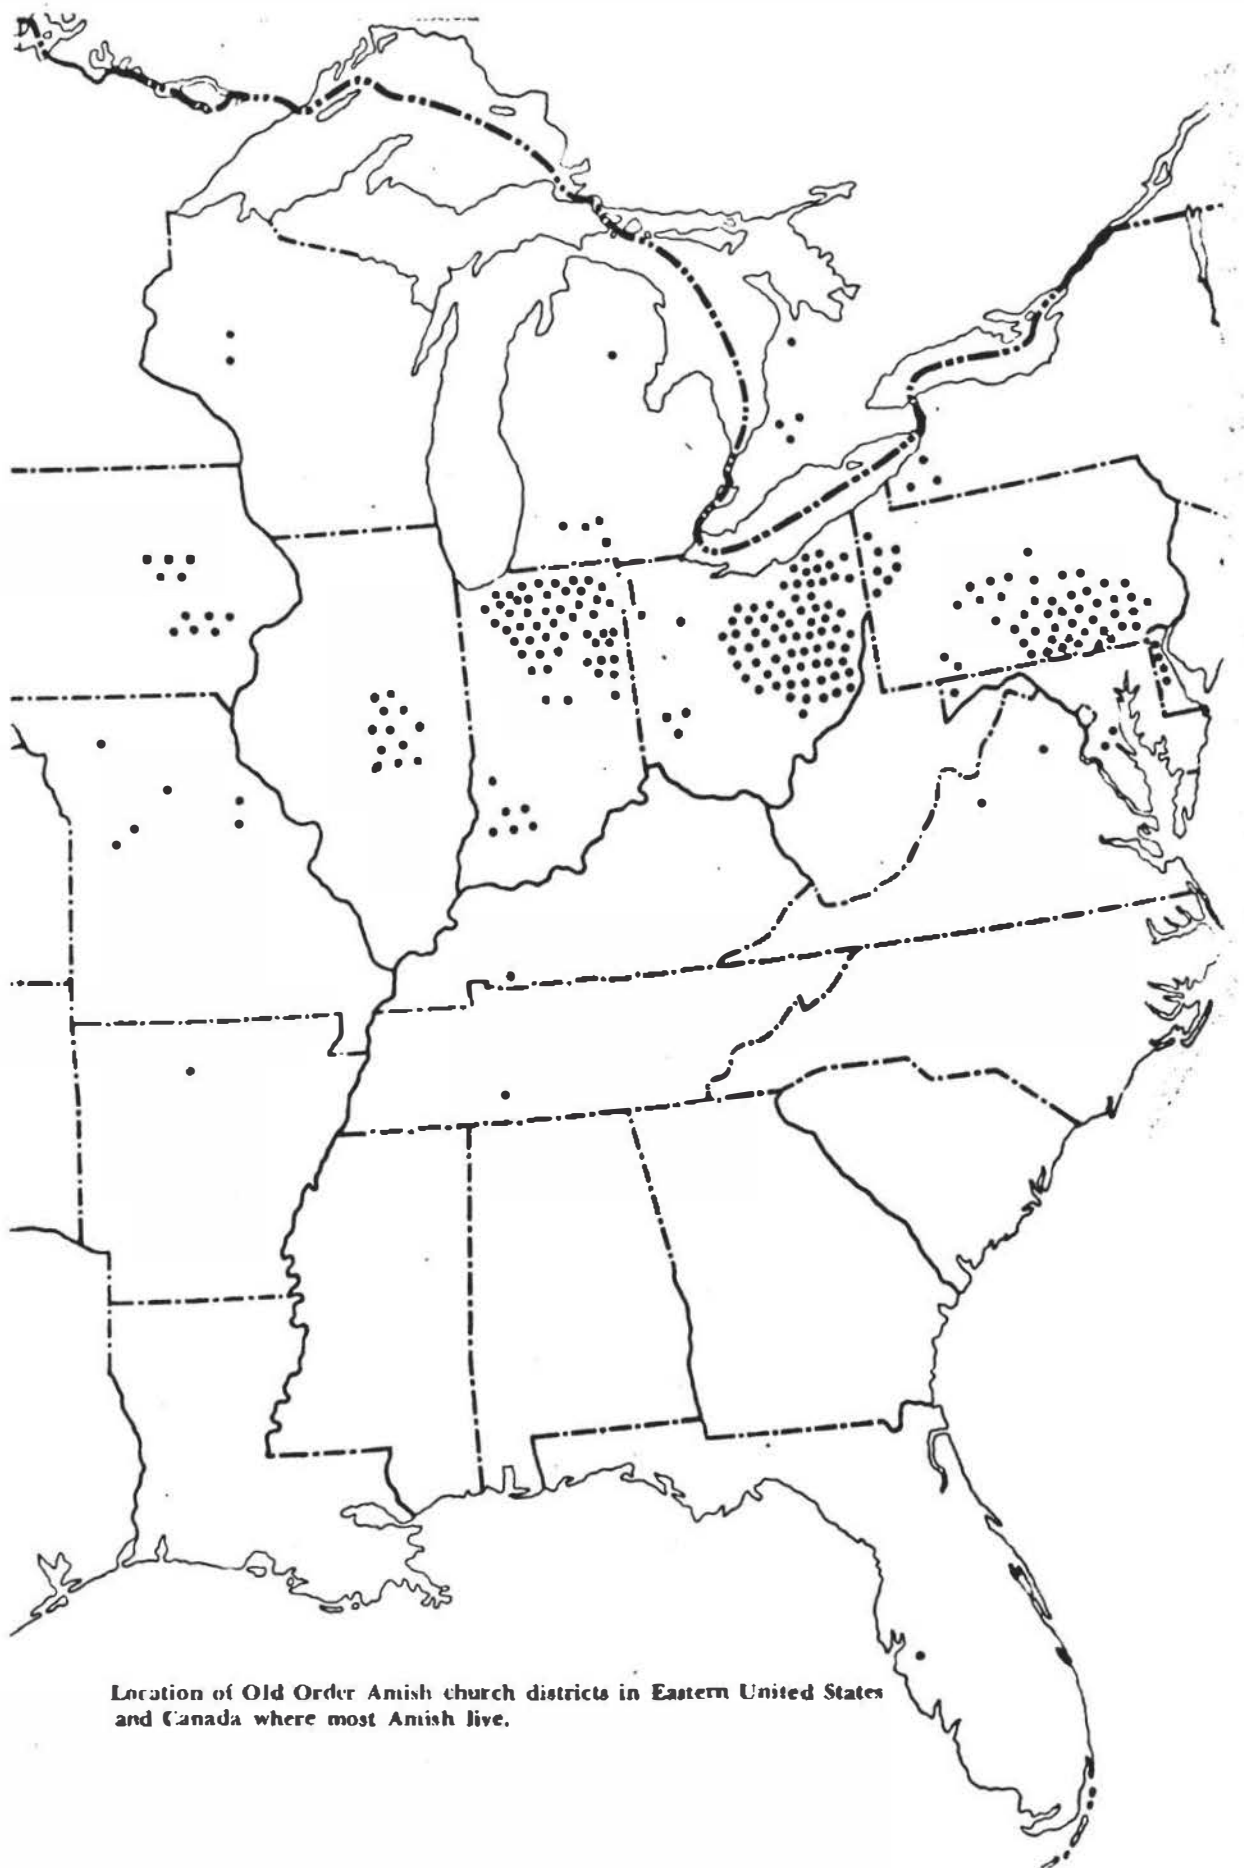 Location of Old Order Amish church districts in Eastern United States
and Canada where most Amish live.